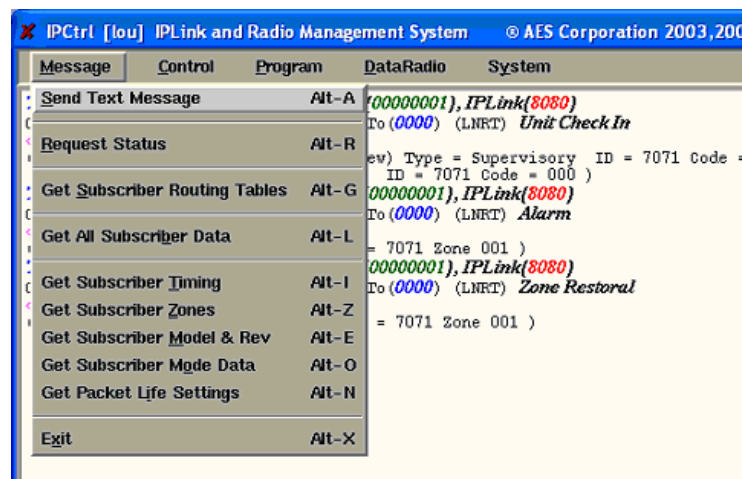 IPCtrl [lou] IPLink and Radio Management System © AES Corporation 2003,200
Message Control Program DataRadio System
Send Text Message Alt-A
Request Status Alt-R
Get Subscriber Routing Tables Alt-G
Get All Subscriber Data Alt-L
Get Subscriber Timing Alt-I
Get Subscriber Zones Alt-Z
Get Subscriber Model & Rev Alt-E
Get Subscriber Mode Data Alt-O
Get Packet Life Settings Alt-N
Exit Alt-X
(00000001), IPLink(8080)
To(0000) (LNRT) Unit Check In
ew) Type = Supervisory ID = 7071 Code =
ID = 7071 Code = 000 )
00000001), IPLink(8080)
To(0000) (LNRT) Alarm
= 7071 Zone 001 )
00000001), IPLink(8080)
To(0000) (LNRT) Zone Restoral
= 7071 Zone 001 )